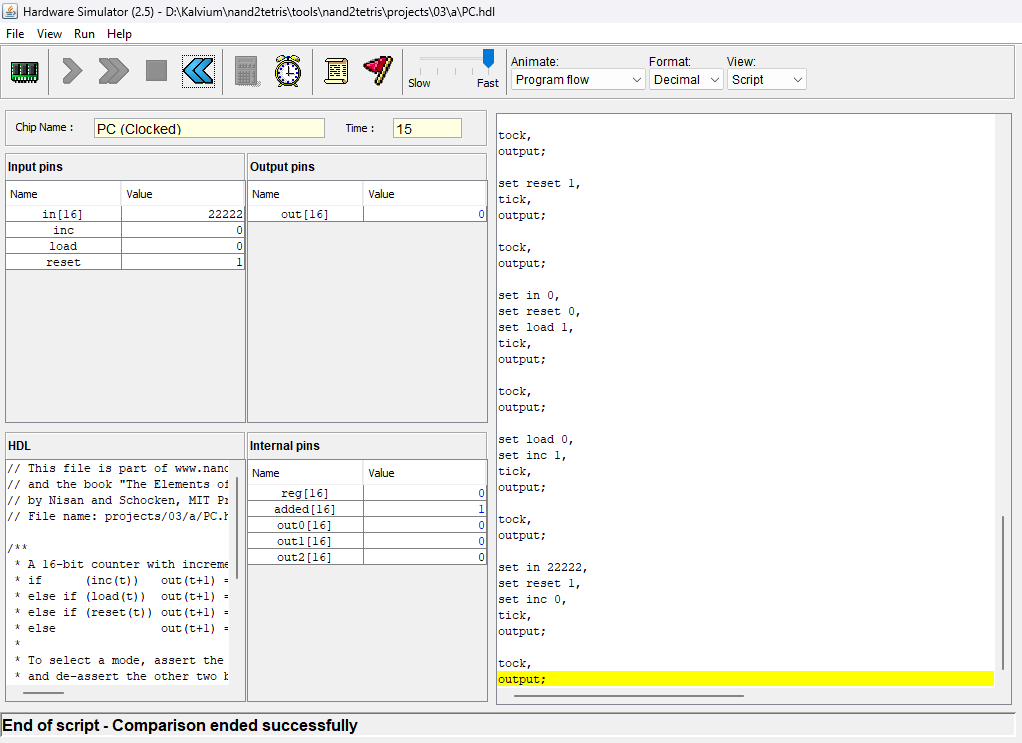 Hardware Simulator (2.5) - D:\Kalvium\nand2tetris\tools\nand2tetris\projects\03\a\PC.hdl
File View Run Help
Slow Fast
Animate: Format: View:
Program flow Decimal Script
Chip Name : PC (Clocked) Time : 15
Input pins
Name Value
in[16] 22222
inc 0
load 0
reset 1
Output pins
Name Value
out[16] 0
HDL
// This file is part of www.nand
// and the book "The Elements of
// by Nisan and Schocken, MIT Pr
// File name: projects/03/a/PC.h
/**
* A 16-bit counter with increme
* if (inc(t)) out(t+1) =
* else if (load(t)) out(t+1) =
* else if (reset(t)) out(t+1) =
* else out(t+1) =
*
* To select a mode, assert the
* and de-assert the other two b
Internal pins
Name Value
reg[16] 0
added[16] 1
out0[16] 0
out1[16] 0
out2[16] 0
tock,
output;
set reset 1,
tick,
output;
tock,
output;
set in 0,
set reset 0,
set load 1,
tick,
output;
tock,
output;
set load 0,
set inc 1,
tick,
output;
tock,
output;
set in 22222,
set reset 1,
set inc 0,
tick,
output;
tock,
output;
End of script - Comparison ended successfully